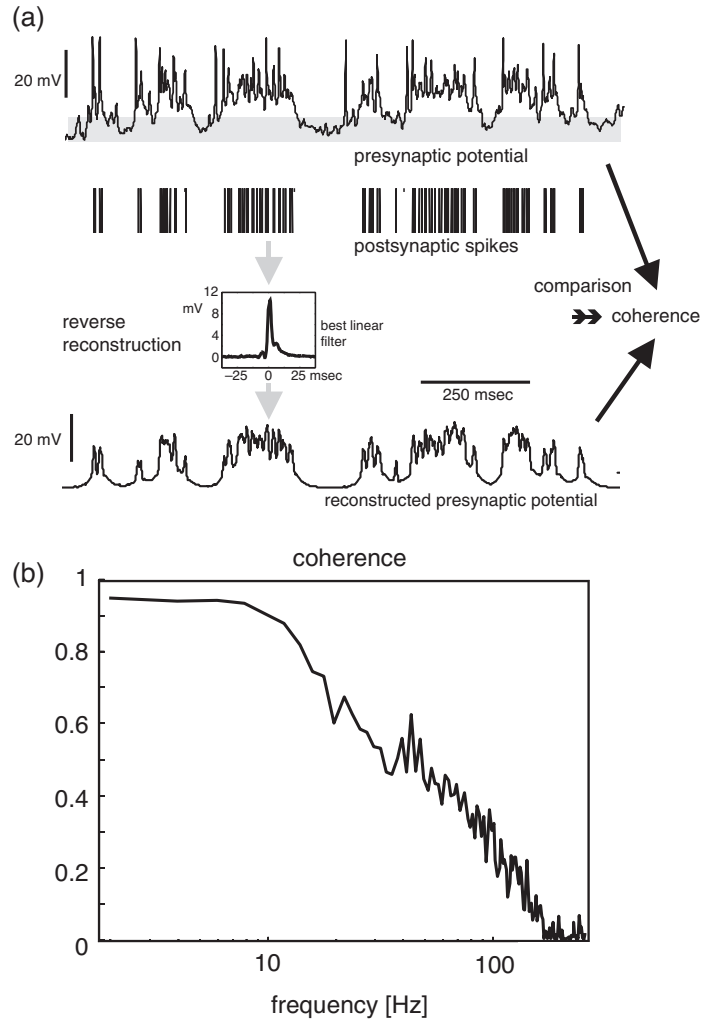 (a)
20 mV
presynaptic potential
postsynaptic spikes
reverse
reconstruction
mV
12
8
4
0
–25 0 25 msec
best linear
filter
comparison
coherence
250 msec
20 mV
reconstructed presynaptic potential
(b)
coherence
1
0.8
0.6
0.4
0.2
0
10 100
frequency [Hz]